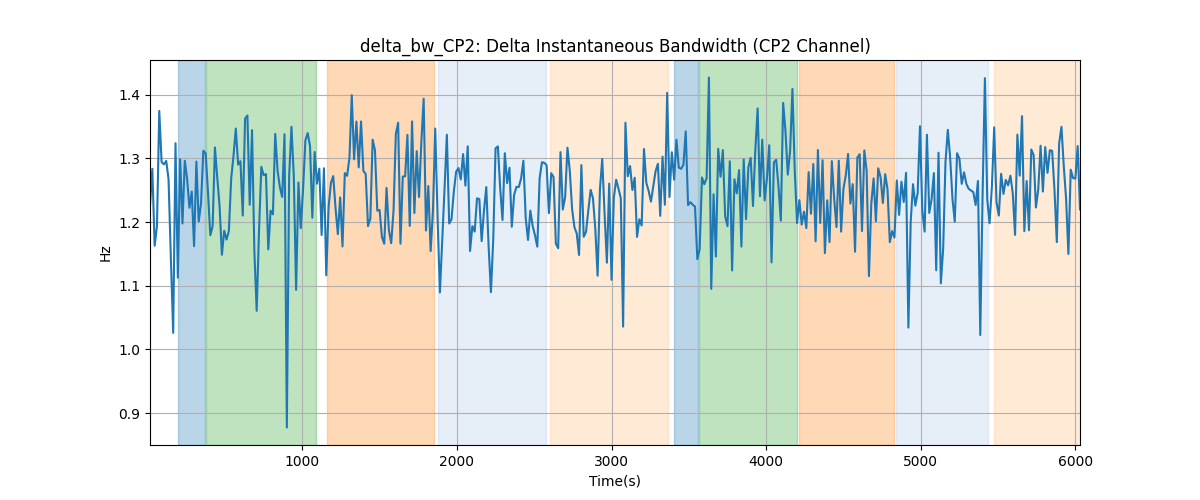 delta_bw_CP2: Delta Instantaneous Bandwidth (CP2 Channel)
1.4
1.3
1.2
1.1
1.0
0.9
Hz
1000 2000 3000 4000 5000 6000
Time(s)